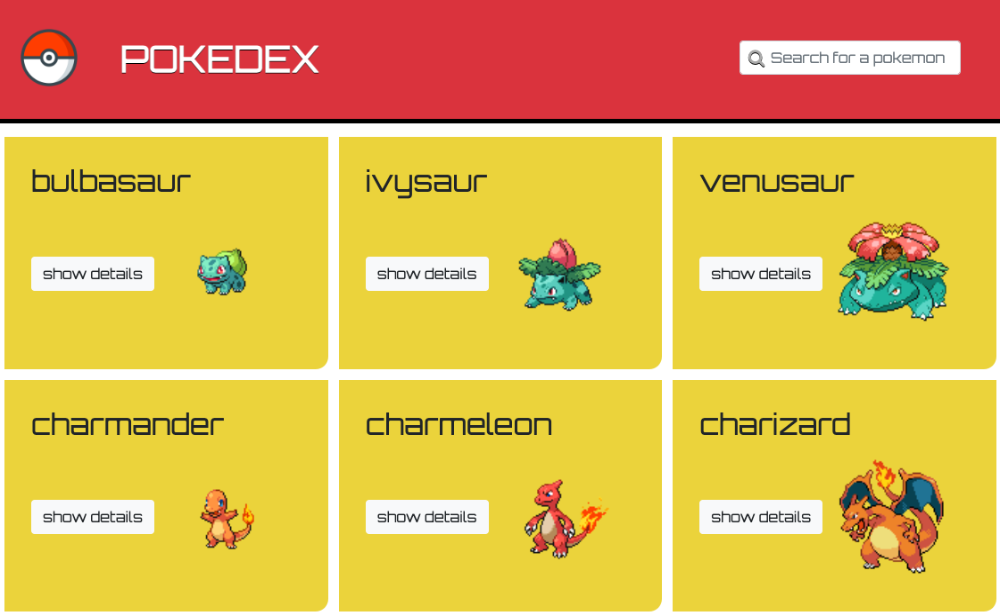 POKEDEX
Search for a pokemon
bulbasaur
ivysaur
venusaur
show details
show details
show details
charmander
charmeleon
charizard
show details
show details
show details